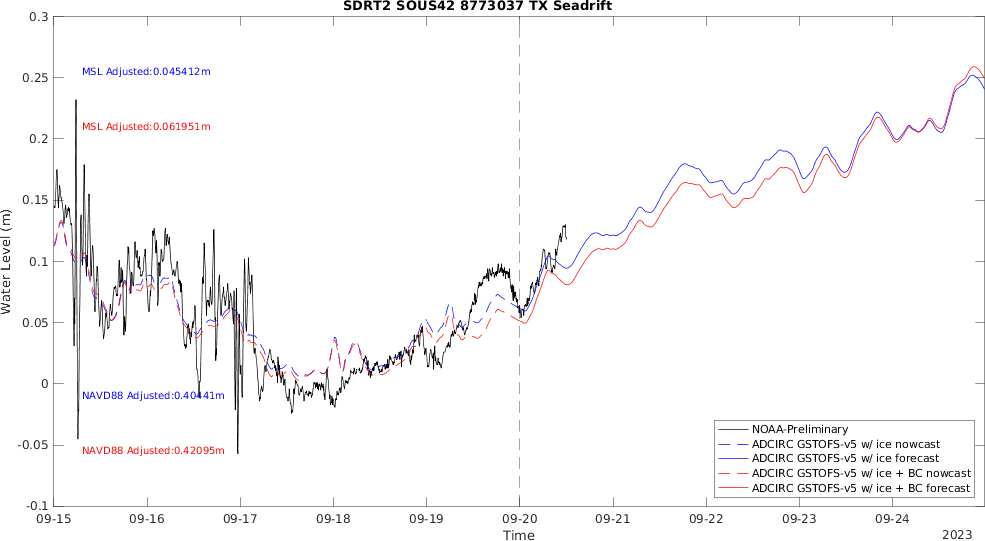 SDRT2 SOUS42 8773037 TX Seadrift
0.3
0.25
0.2
0.15
0.1
0.05
0
-0.05
-0.1
Water Level (m)
MSL Adjusted:0.045412m
MSL Adjusted:0.061951m
NAVD88 Adjusted:0.40441m
NAVD88 Adjusted:0.42095m
NOAA-Preliminary
ADCIRC GSTOFS-v5 w/ ice nowcast
ADCIRC GSTOFS-v5 w/ ice forecast
ADCIRC GSTOFS-v5 w/ ice + BC nowcast
ADCIRC GSTOFS-v5 w/ ice + BC forecast
09-15 09-16 09-17 09-18 09-19 09-20 09-21 09-22 09-23 09-24
Time
2023